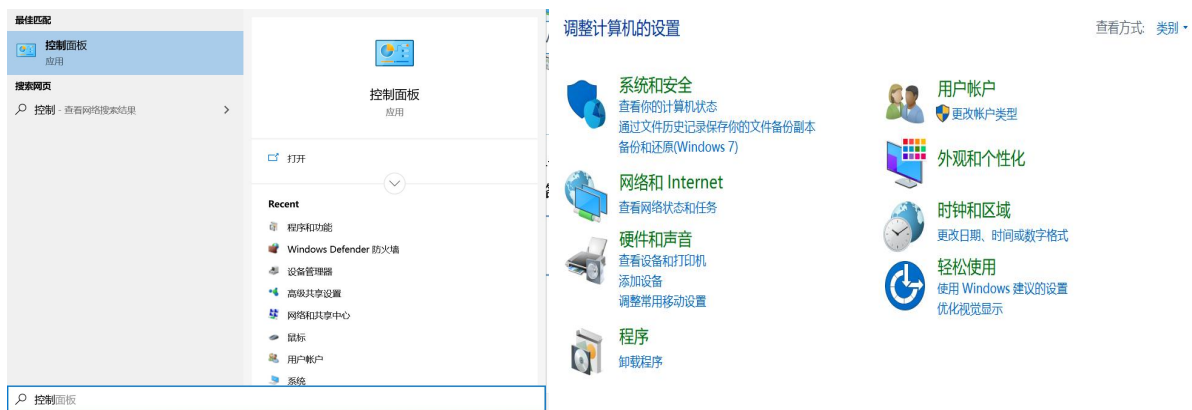 最佳匹配
控制面板
应用
搜索网页
控制 - 查看网络搜索结果
控制面板
应用
打开
Recent
程序和功能
Windows Defender 防火墙
设备管理器
高级共享设置
网络和共享中心
鼠标
用户帐户
系统
控制面板
调整计算机的设置
查看方式: 类别
系统和安全
查看你的计算机状态
通过文件历史记录保存你的文件备份副本
备份和还原(Windows 7)
网络和 Internet
查看网络状态和任务
硬件和声音
查看设备和打印机
添加设备
调整常用移动设置
程序
卸载程序
用户帐户
更改帐户类型
外观和个性化
时钟和区域
更改日期、时间或数字格式
轻松使用
使用 Windows 建议的设置
优化视觉显示